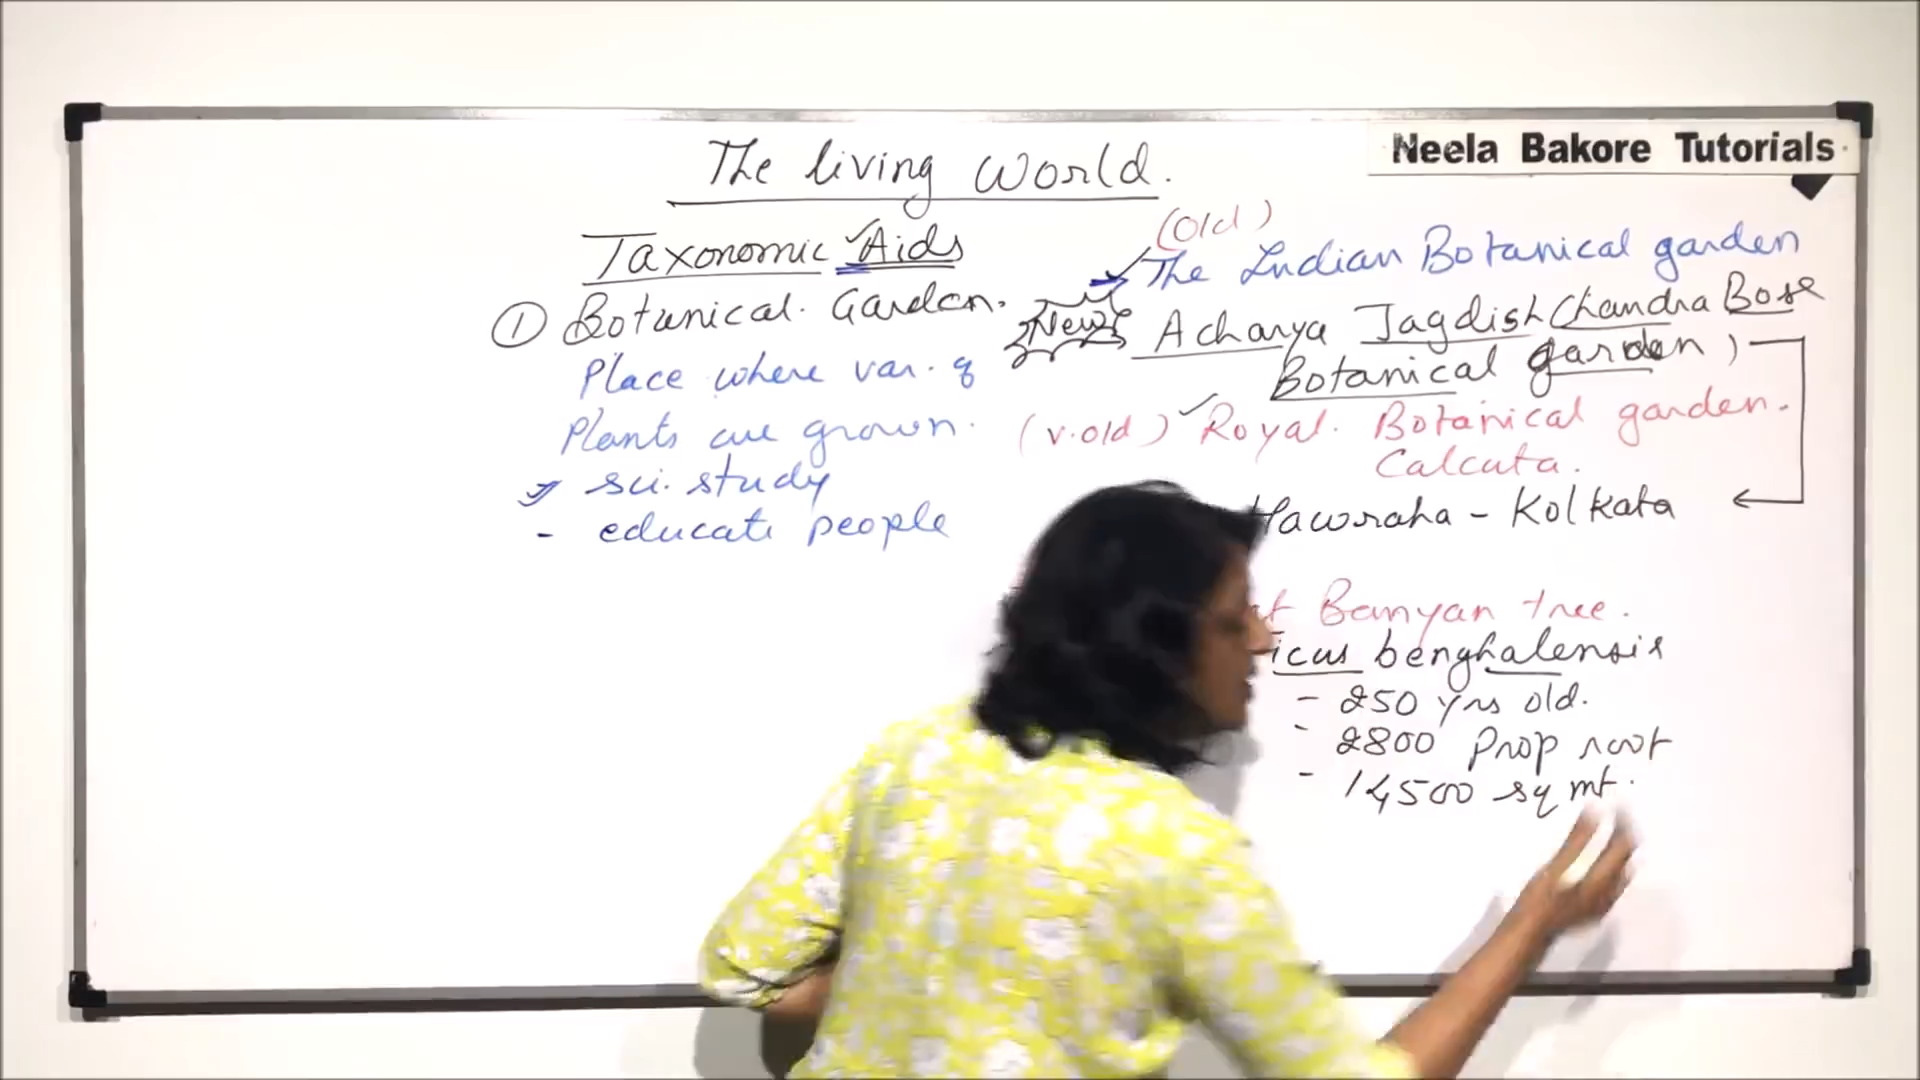 Neela Bakore Tutorials
The living World.
Taxonomic Aids
① Botanical. Garden.
Place where var. of
Plants are grown.
sci. study
- educate people
(Old)
The Indian Botanical garden
New Acharya Jagdish Chandra Bose
Botanical garden,
(v.old) Royal. Botanical garden.
Calcuta.
Hawraha - Kolkata
Banyan tree.
icus benghalensis
- 250 yrs old.
- 2800 Prop root
- 14500 sq mt.